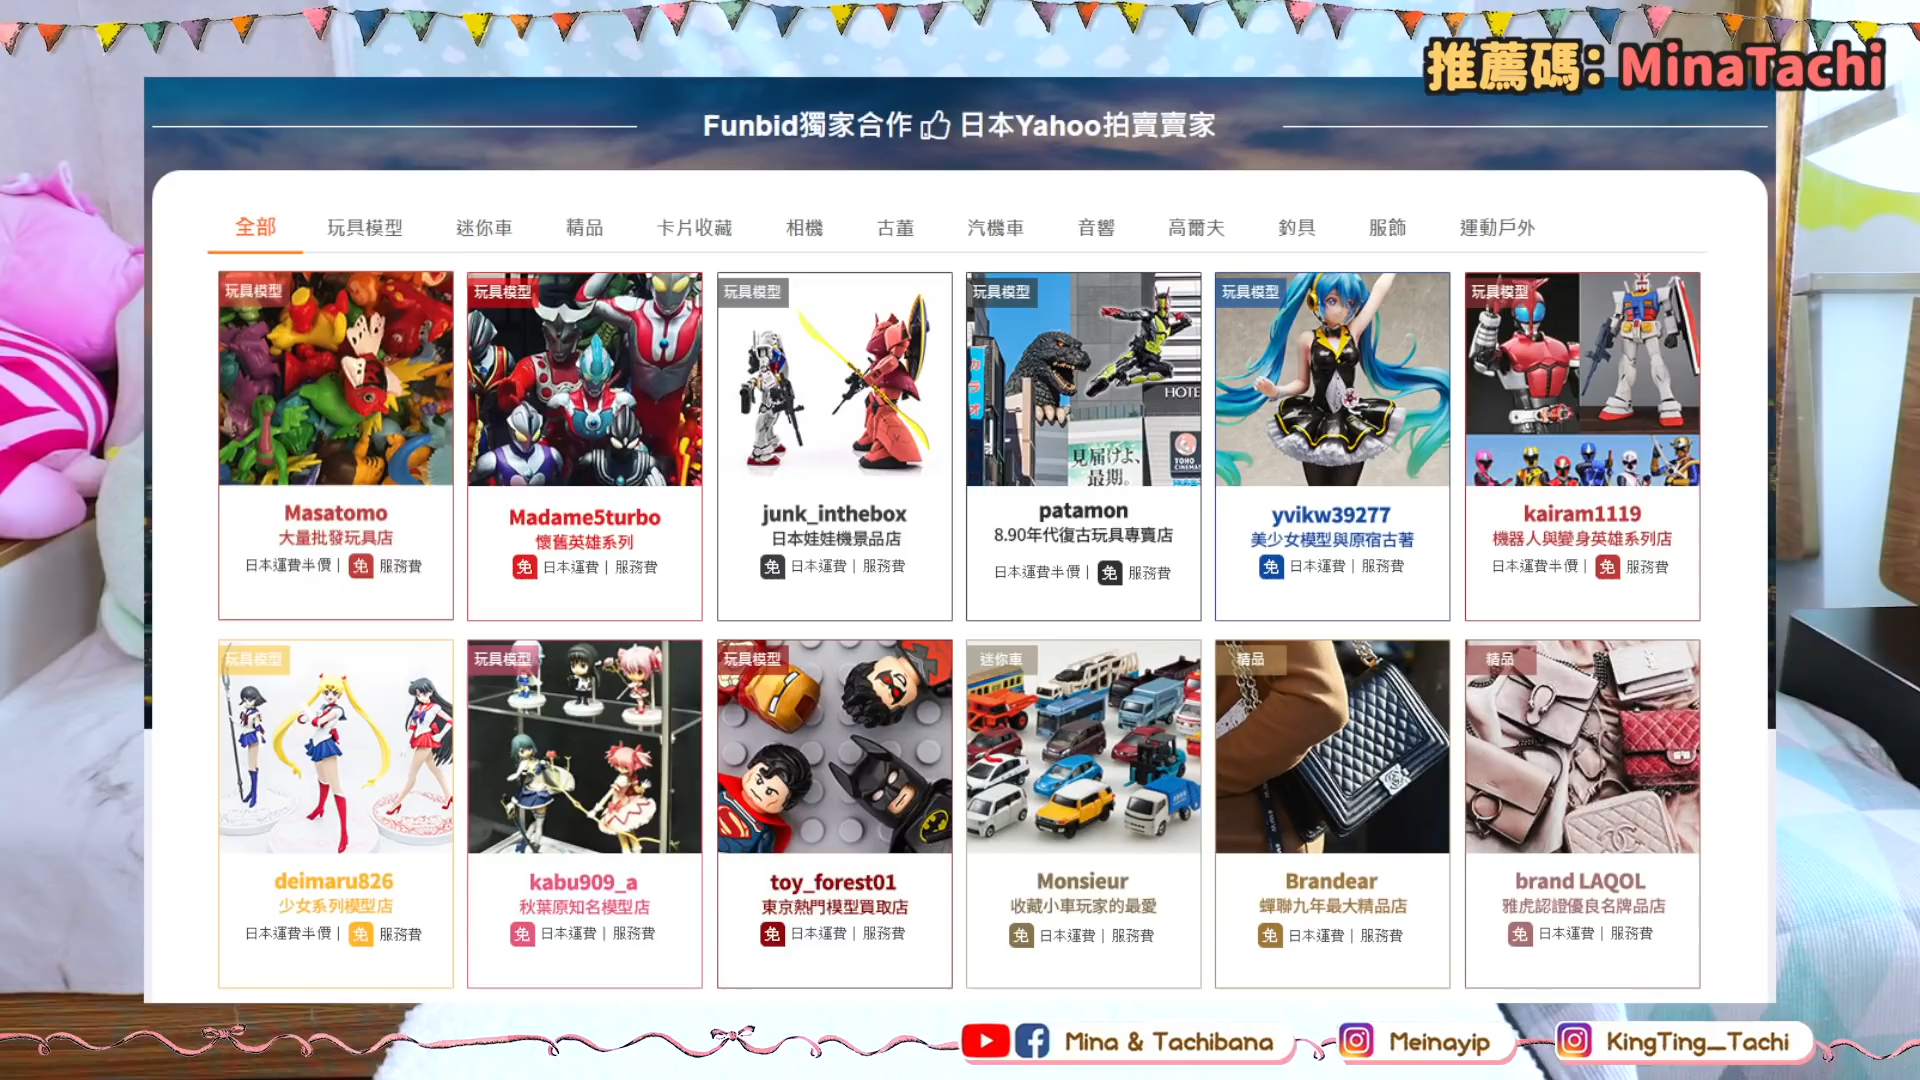 推薦碼：MinaTachi
Funbid獨家合作 日本Yahoo拍賣賣家
全部 玩具模型 迷你車 精品 卡片收藏 相機 古董 汽機車 音響 高爾夫 釣具 服飾 運動戶外
玩具模型
Masatomo
大量批發玩具店
日本運費半價 | 免 服務費
玩具模型
Madame5turbo
懷舊英雄系列
免 日本運費 | 服務費
玩具模型
junk_inthebox
日本娃娃機景品店
免 日本運費 | 服務費
玩具模型
カラオ
HOTE
見届けよ、
最期。
TOHO
CINEMAS
patamon
8.90年代復古玩具專賣店
日本運費半價 | 免 服務費
玩具模型
yvikw39277
美少女模型與原宿古著
免 日本運費 | 服務費
玩具模型
kairam1119
機器人與變身英雄系列店
日本運費半價 | 免 服務費
玩具模型
deimaru826
少女系列模型店
日本運費半價 | 免 服務費
玩具模型
kabu909_a
秋葉原知名模型店
免 日本運費 | 服務費
玩具模型
toy_forest01
東京熱門模型買取店
免 日本運費 | 服務費
迷你車
Monsieur
收藏小車玩家的最愛
免 日本運費 | 服務費
精品
Brandear
蟬聯九年最大精品店
免 日本運費 | 服務費
精品
brand LAQOL
雅虎認證優良名牌品店
免 日本運費 | 服務費
Mina & Tachibana
Meinayip
KingTing_Tachi